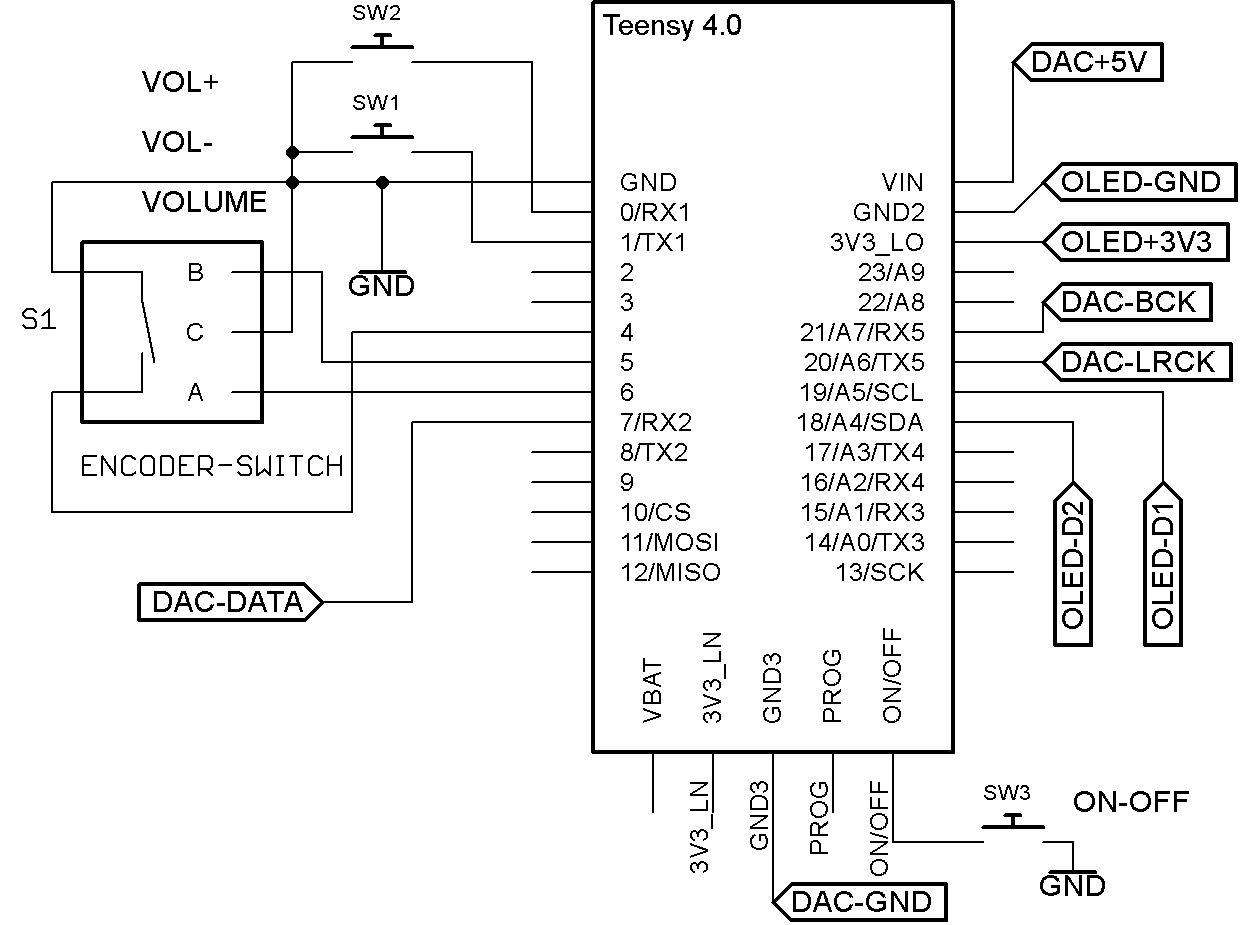 SW2
Teensy 4.0
DAC+5V
VOL+
SW1
VOL-
VOLUME
GND
0/RX1
1/TX1
2
3
4
5
6
7/RX2
8/TX2
9
10/CS
11/MOSI
12/MISO
VIN
GND2
3V3_LO
23/A9
22/A8
21/A7/RX5
20/A6/TX5
19/A5/SCL
18/A4/SDA
17/A3/TX4
16/A2/RX4
15/A1/RX3
14/A0/TX3
13/SCK
OLED-GND
OLED+3V3
DAC-BCK
DAC-LRCK
GND
S1
B
C
A
ENCODER-SWITCH
OLED-D2
OLED-D1
DAC-DATA
VBAT
3V3_LN
GND3
PROG
ON/OFF
3V3_LN
GND3
PROG
ON/OFF
SW3
ON-OFF
GND
DAC-GND